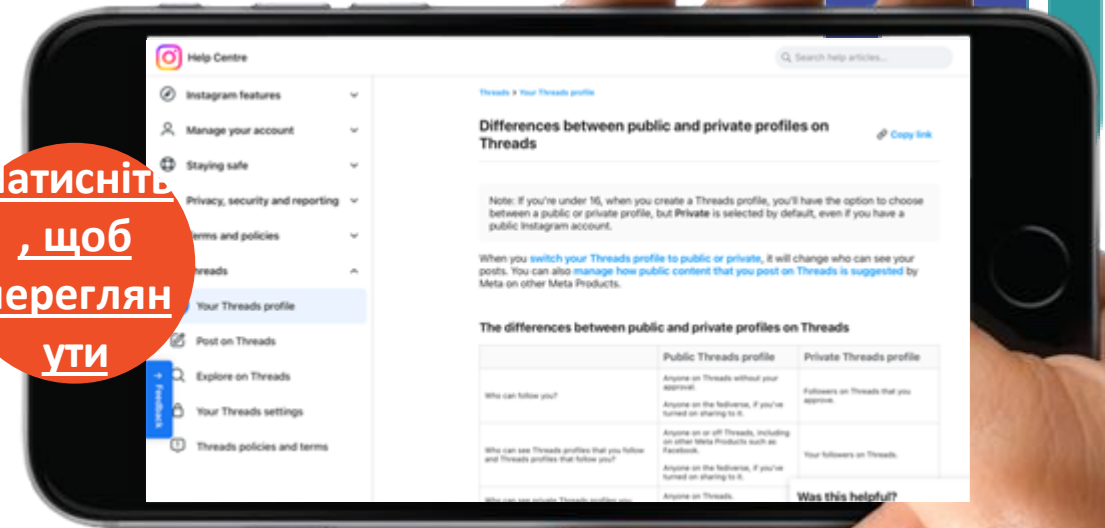 Help Centre
Search help articles...
Instagram features
Manage your account
Staying safe
Privacy, security and reporting
Terms and policies
Threads
Your Threads profile
Post on Threads
Explore on Threads
Your Threads settings
Threads policies and terms
Feedback
Натисніть
, щоб
переглян
ути
Threads > Your Threads profile
Differences between public and private profiles on
Threads
Copy link
Note: If you're under 16, when you create a Threads profile, you'll have the option to choose
between a public or private profile, but Private is selected by default, even if you have a
public Instagram account.
When you switch your Threads profile to public or private, it will change who can see your
posts. You can also manage how public content that you post on Threads is suggested by
Meta on other Meta Products.
The differences between public and private profiles on Threads
Public Threads profile
Private Threads profile
Who can follow you?
Anyone on Threads without your
approval.
Anyone on the fediverse, if you've
turned on sharing to it.
Followers on Threads that you
approve.
Who can see Threads profiles that you follow
and Threads profiles that follow you?
Anyone on or off Threads, including
on other Meta Products such as
Facebook.
Anyone on the fediverse, if you've
turned on sharing to it.
Your followers on Threads.
Who can see private Threads profiles you
Anyone on Threads.
Was this helpful?